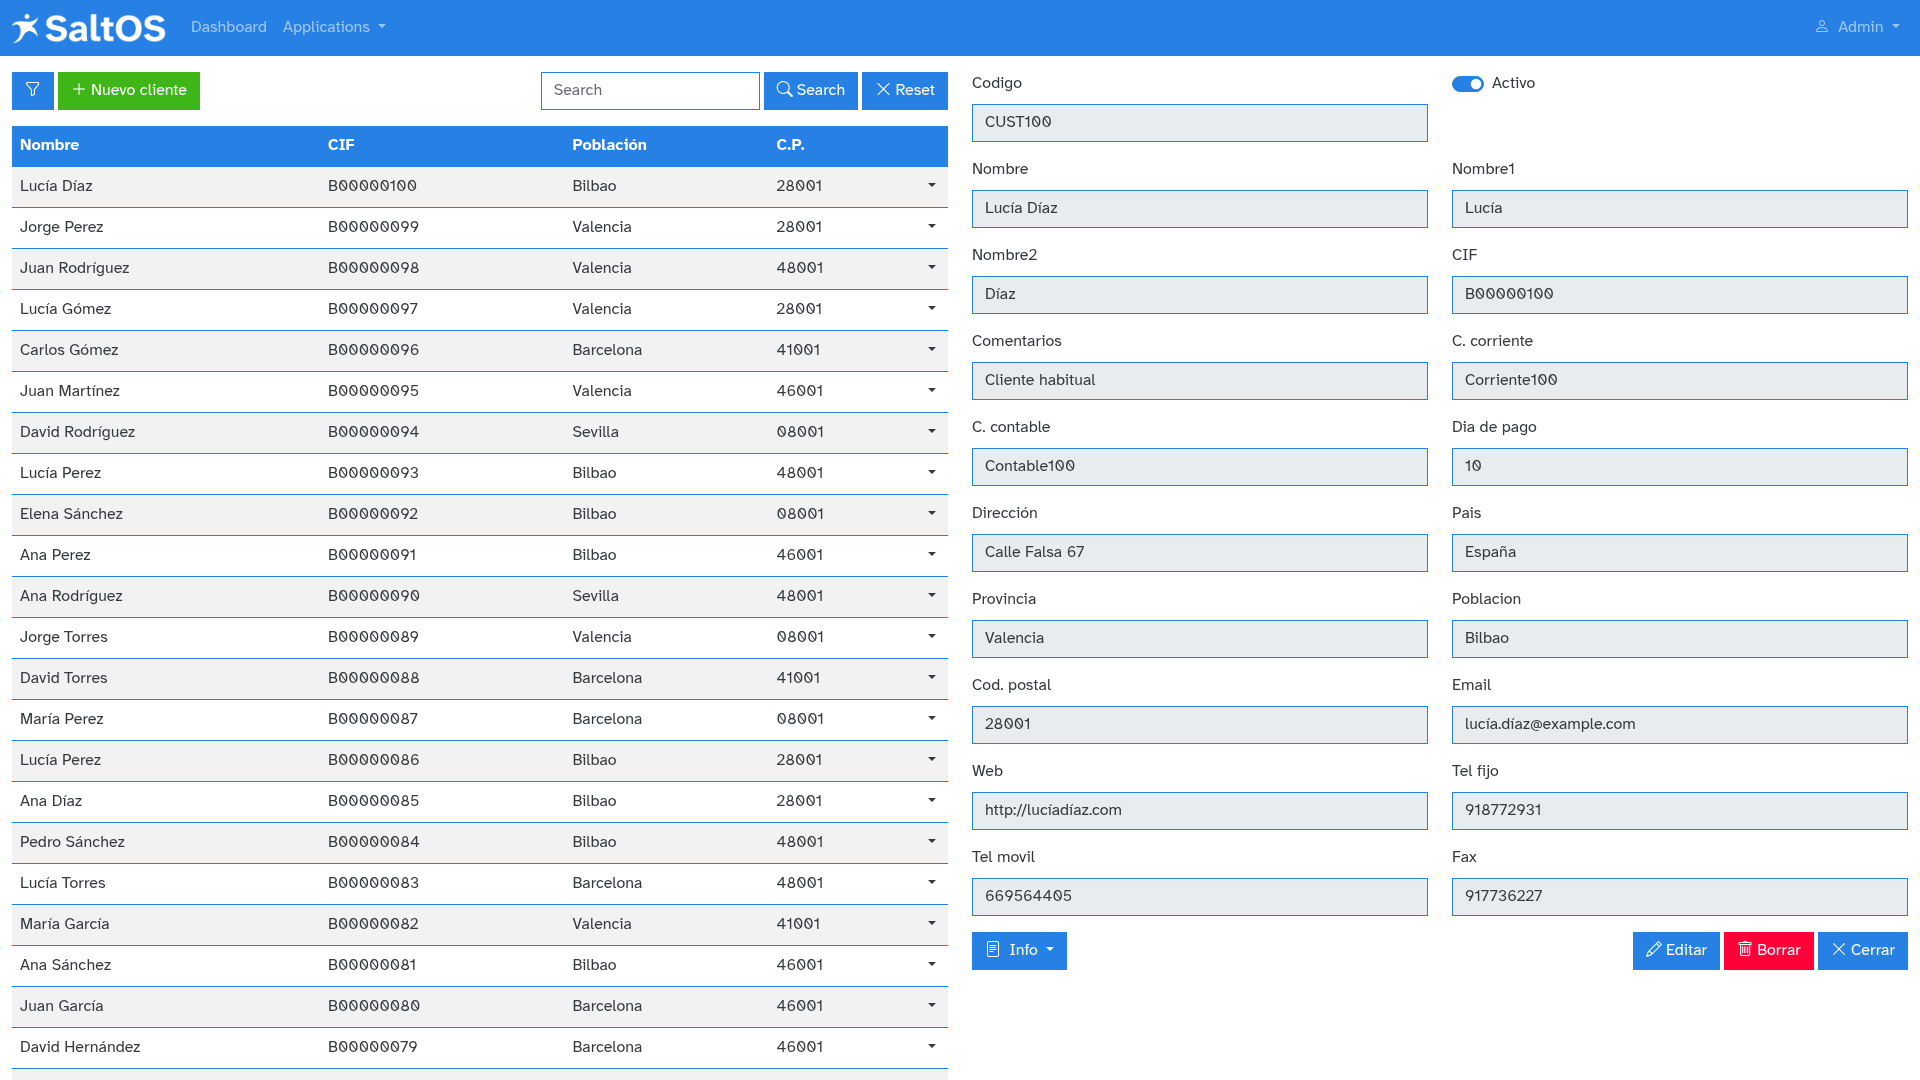 SaltOS Dashboard Applications Admin
Nuevo cliente Search Search Reset
Nombre CIF Población C.P.
Lucía Díaz B00000100 Bilbao 28001
Jorge Perez B00000099 Valencia 28001
Juan Rodríguez B00000098 Valencia 48001
Lucía Gómez B00000097 Valencia 28001
Carlos Gómez B00000096 Barcelona 41001
Juan Martínez B00000095 Valencia 46001
David Rodríguez B00000094 Sevilla 08001
Lucía Perez B00000093 Bilbao 48001
Elena Sánchez B00000092 Bilbao 08001
Ana Perez B00000091 Bilbao 46001
Ana Rodríguez B00000090 Sevilla 48001
Jorge Torres B00000089 Valencia 08001
David Torres B00000088 Barcelona 41001
María Perez B00000087 Barcelona 08001
Lucía Perez B00000086 Bilbao 28001
Ana Díaz B00000085 Bilbao 28001
Pedro Sánchez B00000084 Bilbao 48001
Lucía Torres B00000083 Barcelona 48001
María García B00000082 Valencia 41001
Ana Sánchez B00000081 Bilbao 46001
Juan García B00000080 Barcelona 46001
David Hernández B00000079 Barcelona 46001
Codigo Activo
CUST100
Nombre Nombre1
Lucía Díaz Lucía
Nombre2 CIF
Díaz B00000100
Comentarios C. corriente
Cliente habitual Corriente100
C. contable Dia de pago
Contable100 10
Dirección Pais
Calle Falsa 67 España
Provincia Poblacion
Valencia Bilbao
Cod. postal Email
28001 lucía.díaz@example.com
Web Tel fijo
http://lucíadíaz.com 918772931
Tel movil Fax
669564405 917736227
Info Editar Borrar Cerrar